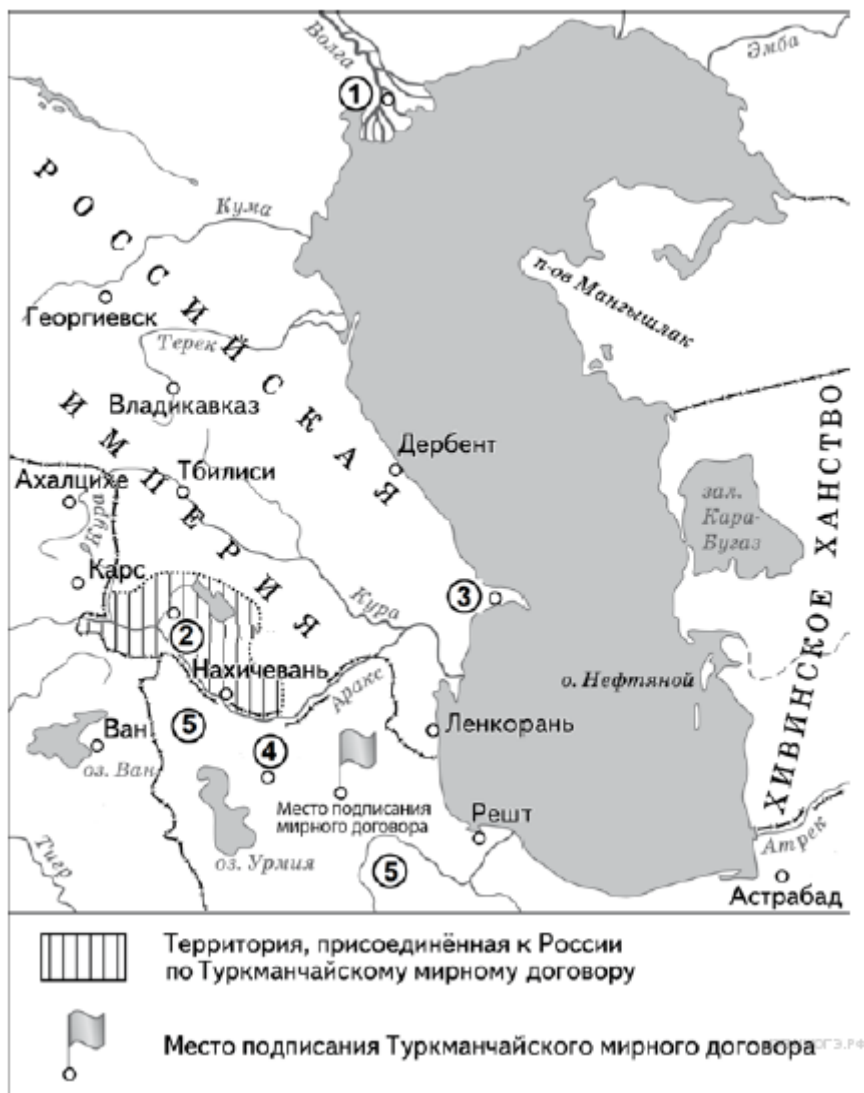 Волга
Эмба
1
РОССИЙСКАЯ
ИМПЕРИЯ
Кума
п-ов Мангышлак
Георгиевск
Терек
Владикавказ
Дербент
Тбилиси
Ахалцихе
Кура
зал.
Кара-
Бугаз
ХИВИНСКОЕ ХАНСТВО
Карс
Кура
3
2
Нахичевань
Аракс
о. Нефтяной
5
Ван
оз. Ван
4
Ленкорань
Место подписания
мирного договора
Решт
оз. Урмия
Тигр
5
Атрек
Астрабад
Территория, присоединённая к России
по Туркманчайскому мирному договору
Место подписания Туркманчайского мирного договора